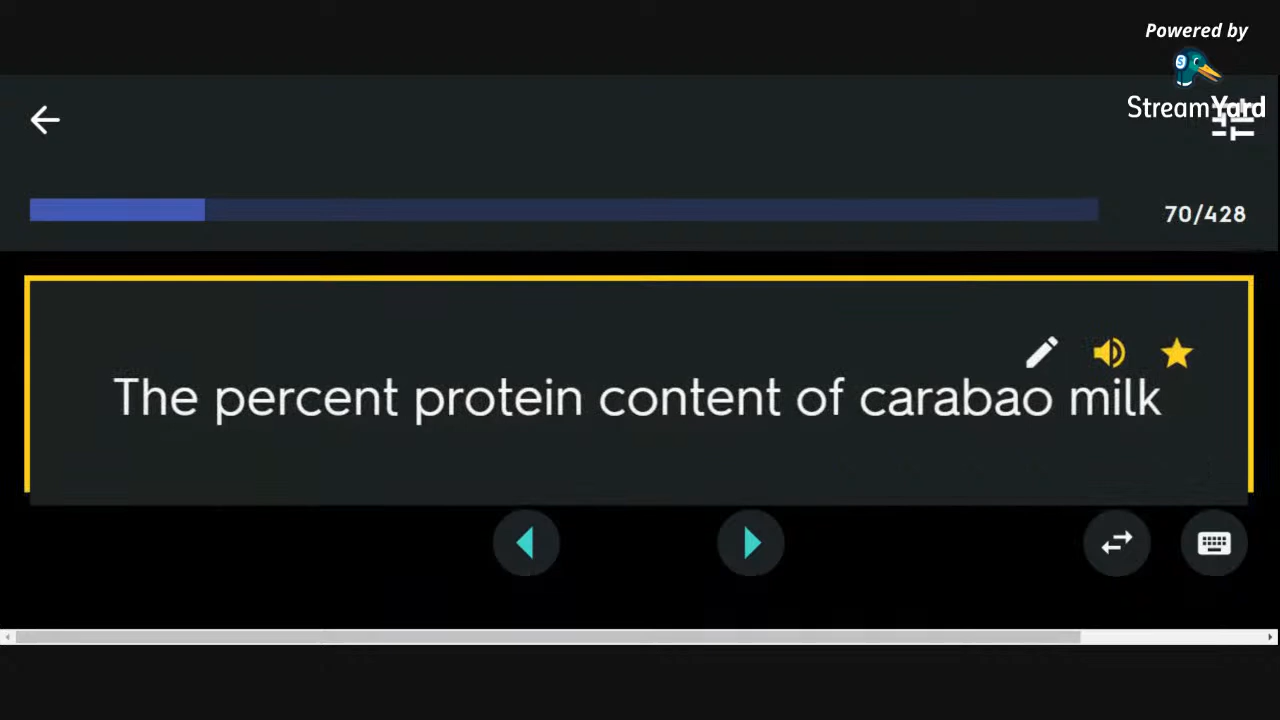 Powered by
StreamYard
70/428
The percent protein content of carabao milk